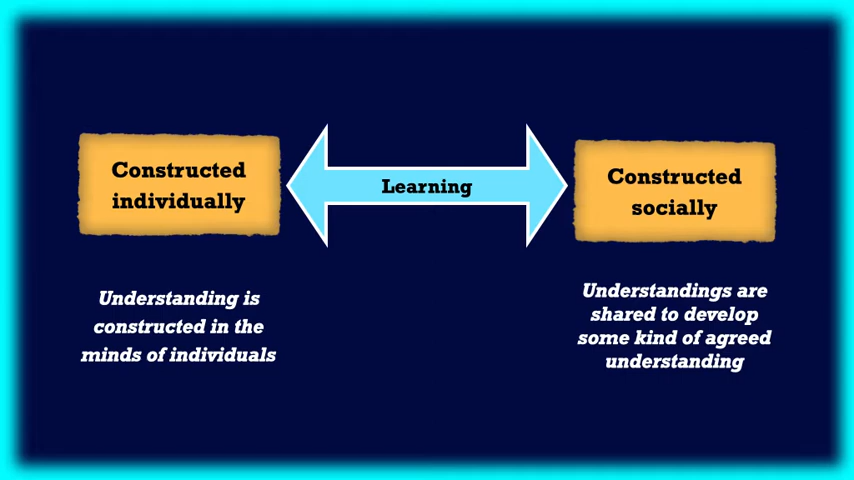 Constructed
individually
Learning
Constructed
socially
Understanding is
constructed in the
minds of individuals
Understandings are
shared to develop
some kind of agreed
understanding